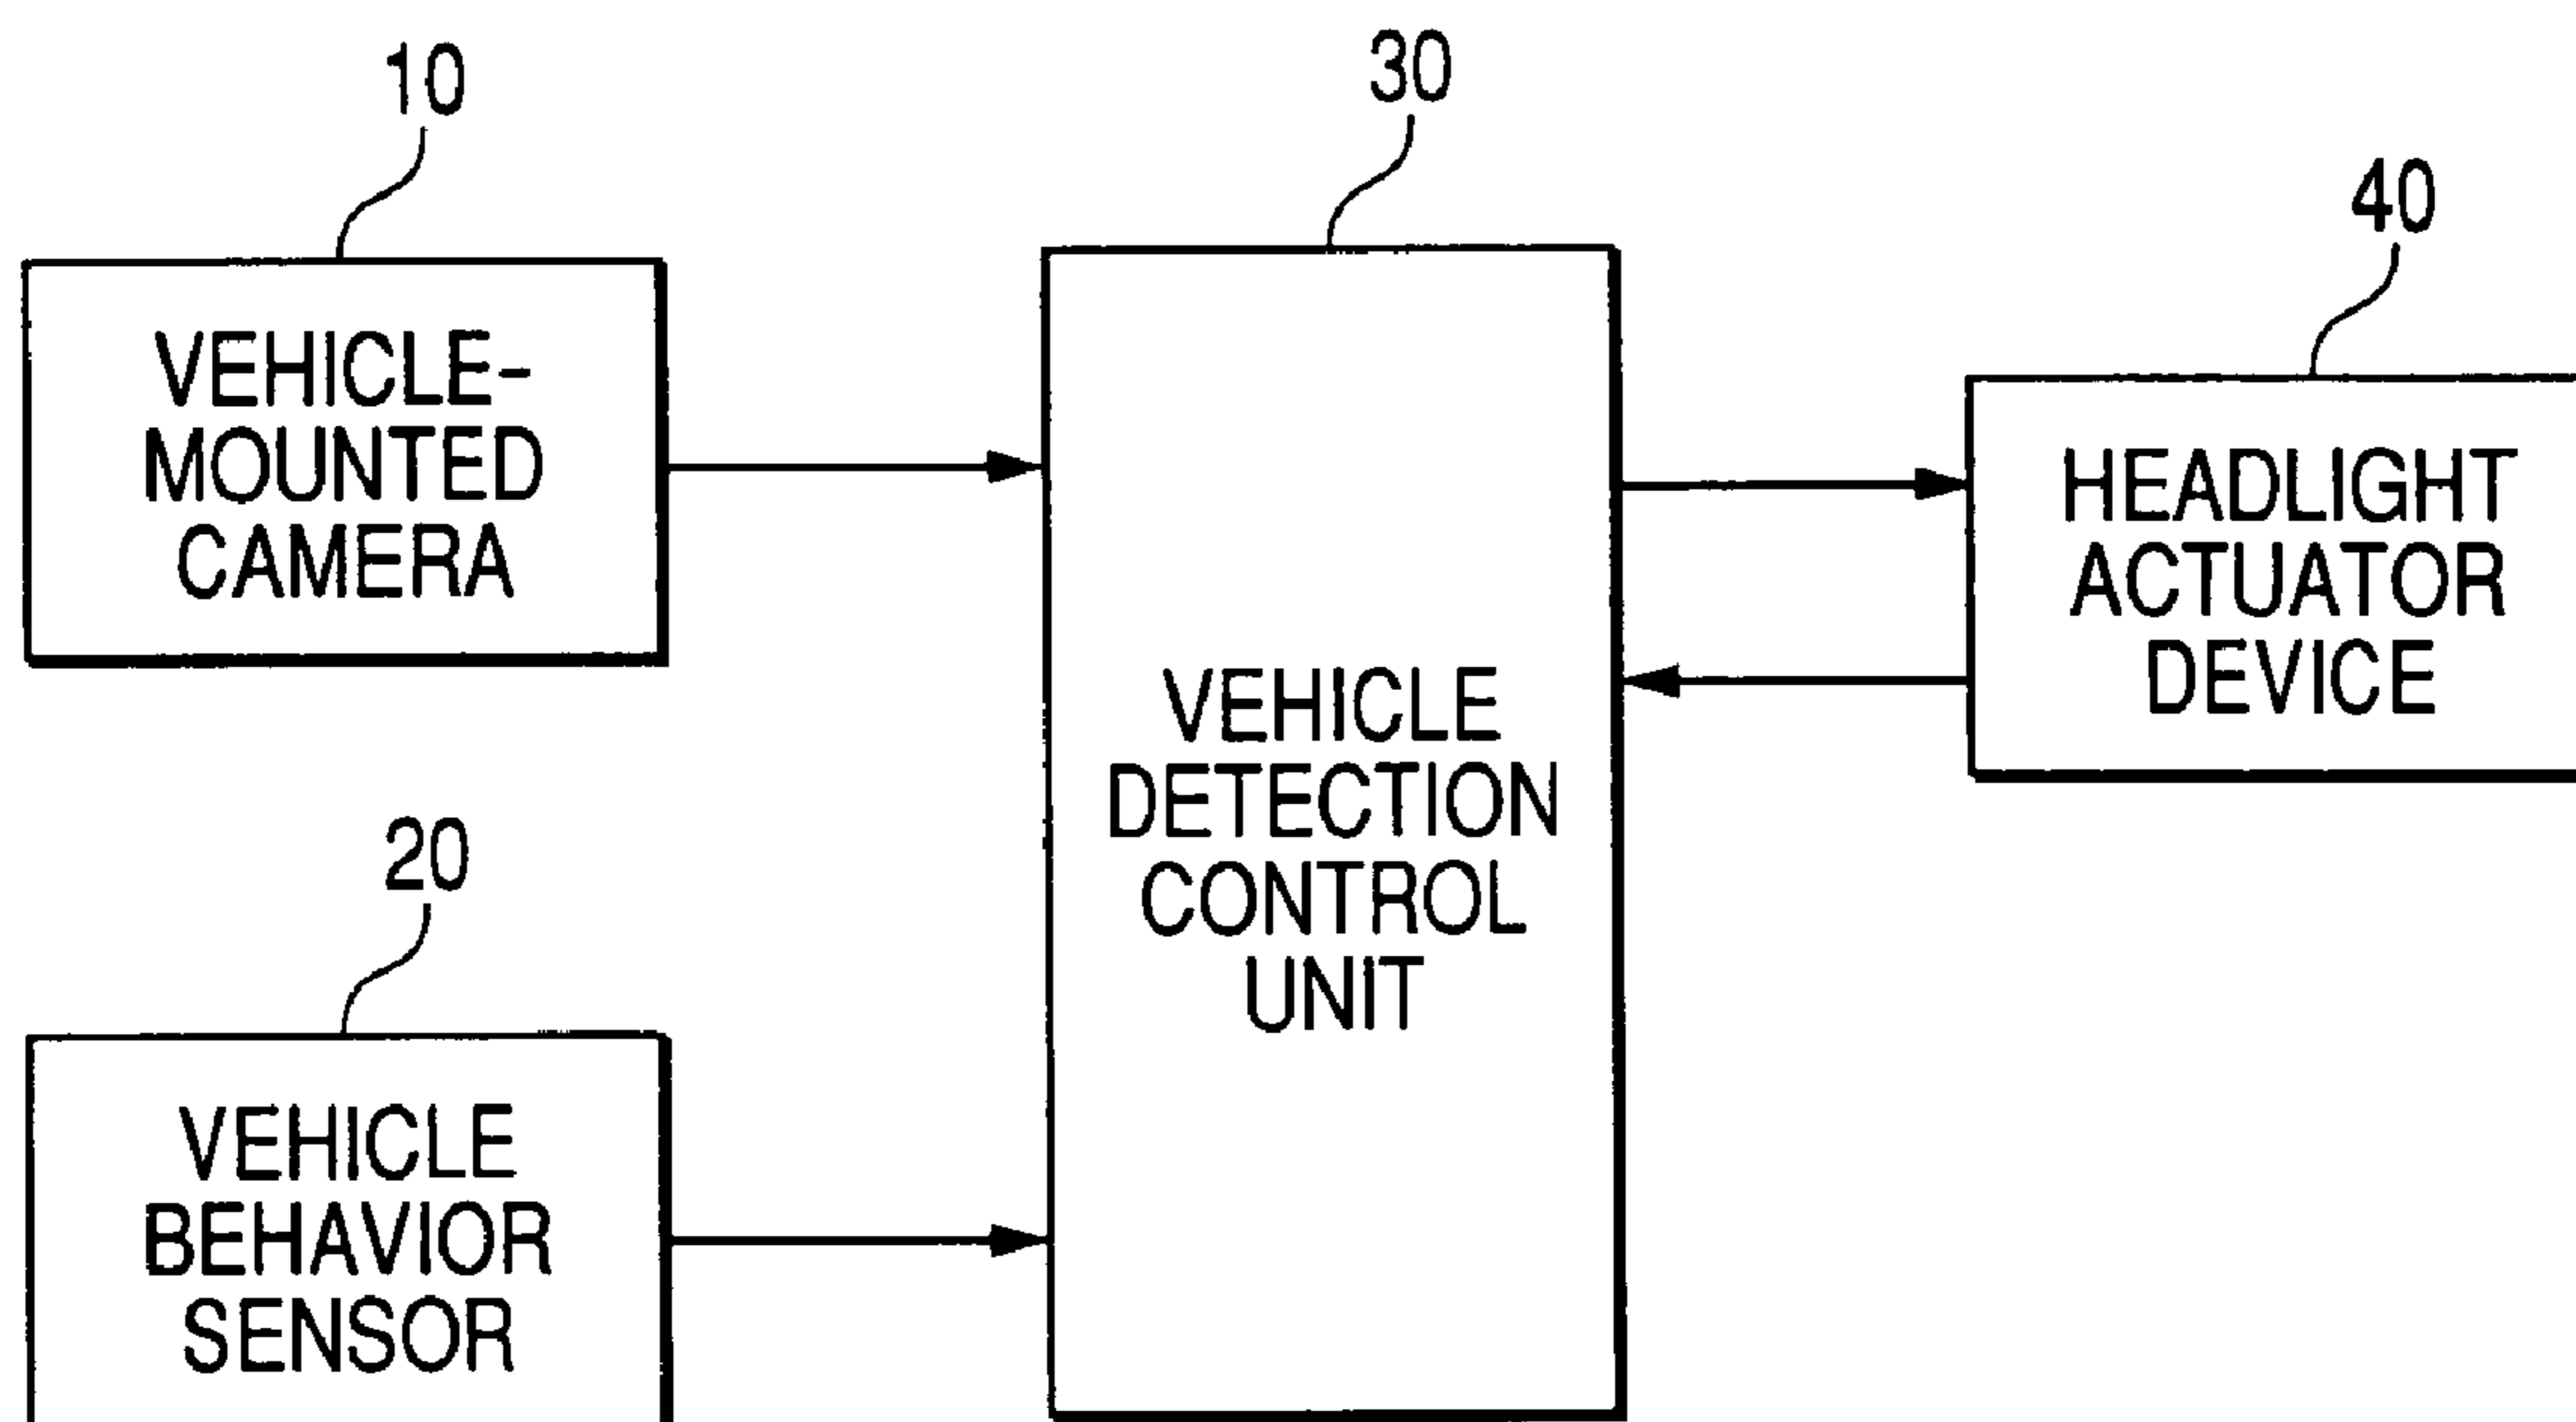 10
VEHICLE-
MOUNTED
CAMERA
20
VEHICLE
BEHAVIOR
SENSOR
30
VEHICLE
DETECTION
CONTROL
UNIT
40
HEADLIGHT
ACTUATOR
DEVICE